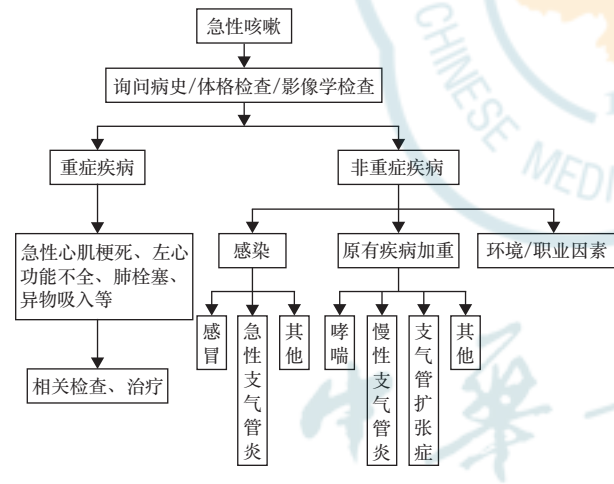 急性咳嗽
询问病史/体格检查/影像学检查
重症疾病
非重症疾病
急性心肌梗死、左心
功能不全、肺栓塞、
异物吸入等
感染
原有疾病加重
环境/职业因素
相关检查、治疗
感冒
急性支气管炎
其他
哮喘
慢性支气管炎
支气管扩张症
其他
CHINESE MEDI